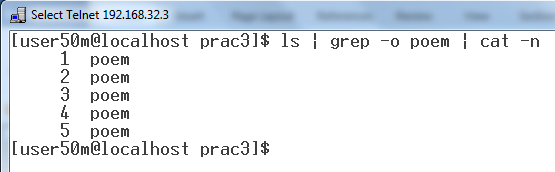 Select Telnet 192.168.32.3
[user50m@localhost prac3]$ ls | grep -o poem | cat -n
     1  poem
     2  poem
     3  poem
     4  poem
     5  poem
[user50m@localhost prac3]$